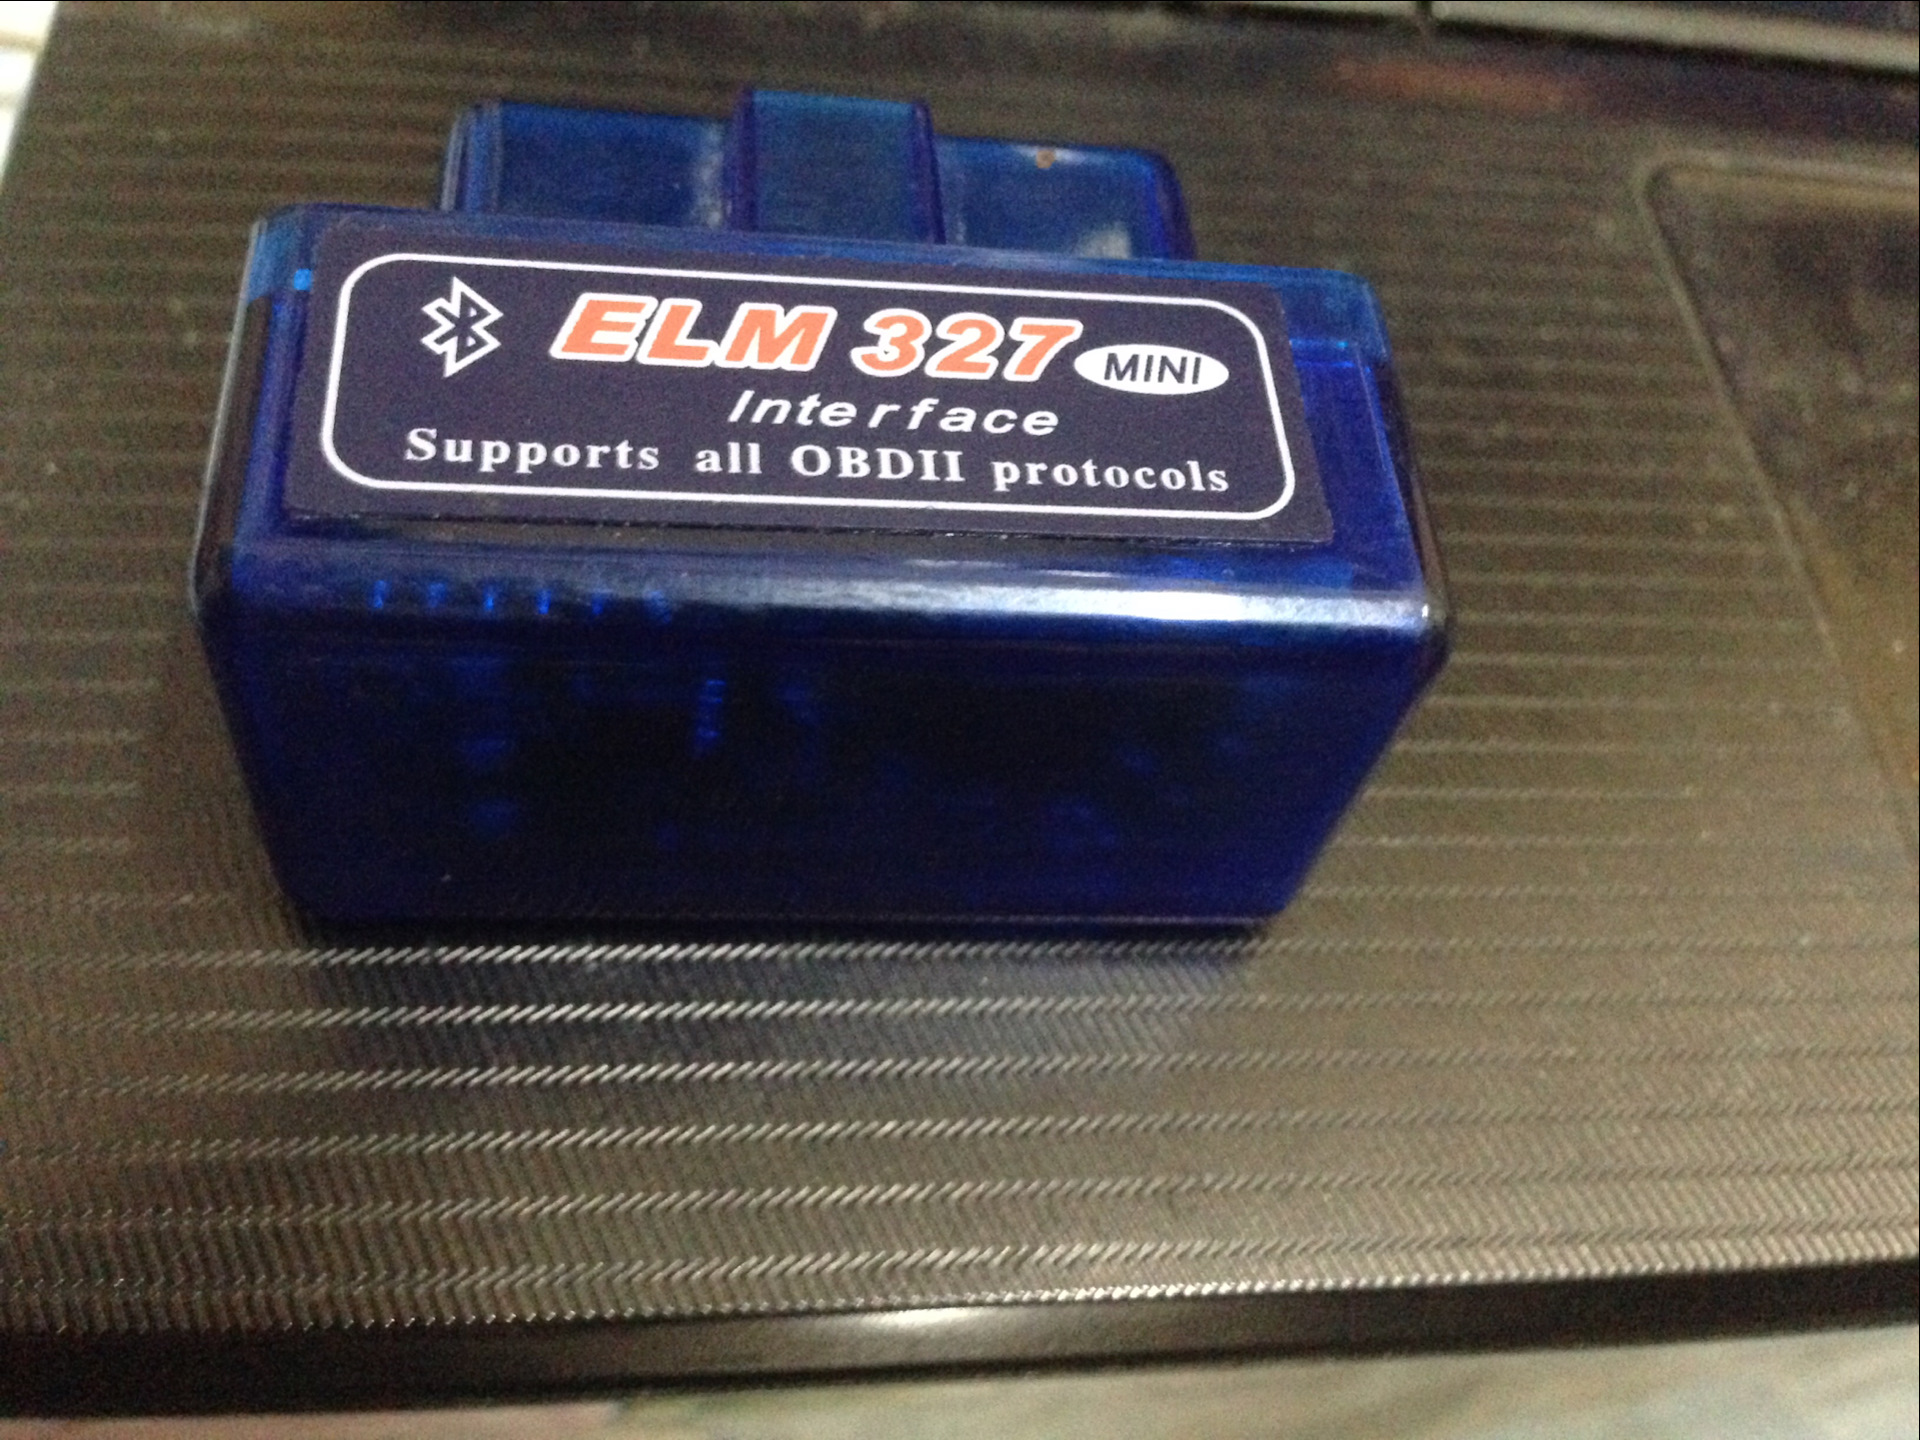 ELM 327 MINI
Interface
Supports all OBDII protocols